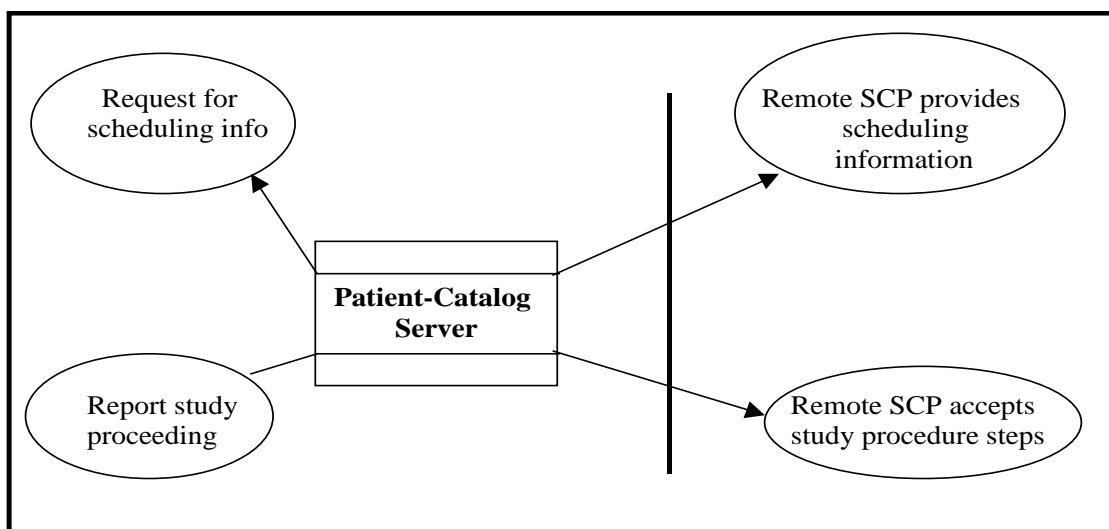 Request for
scheduling info
Remote SCP provides
scheduling
information
Patient-Catalog
Server
Report study
proceeding
Remote SCP accepts
study procedure steps